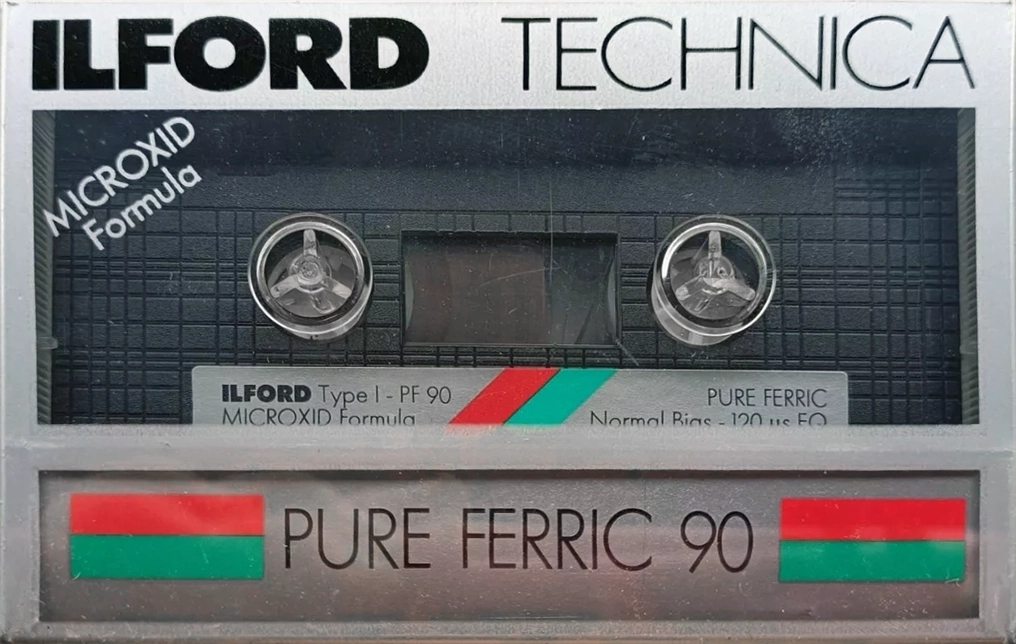 ILFORD TECHNICA
MICROXID
Formula
ILFORD Type I - PF 90
MICROXID Formula
PURE FERRIC
Normal Bias - 120 µs EQ
PURE FERRIC 90